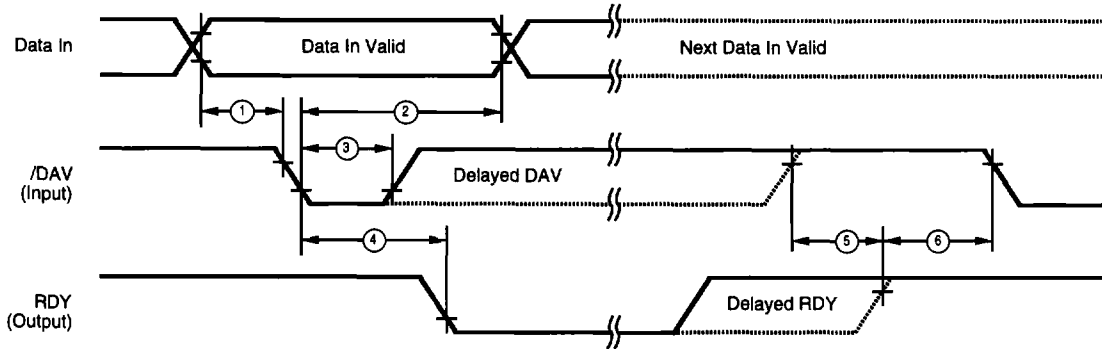 Data In
Data In Valid
Next Data In Valid
1
2
3
/DAV
(Input)
Delayed DAV
4
5
6
RDY
(Output)
Delayed RDY